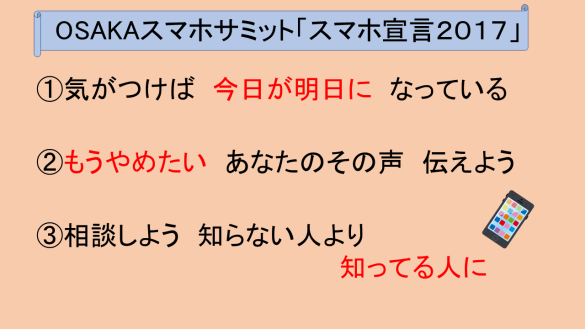 OSAKAスマホサミット「スマホ宣言2017」
①気がつけば　今日が明日に　なっている
②もうやめたい　あなたのその声　伝えよう
③相談しよう　知らない人より
知ってる人に